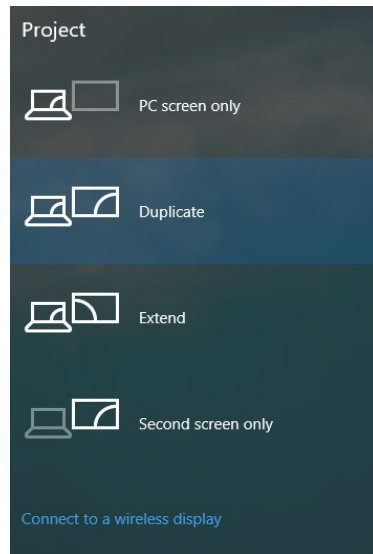 Project
PC screen only
Duplicate
Extend
Second screen only
Connect to a wireless display